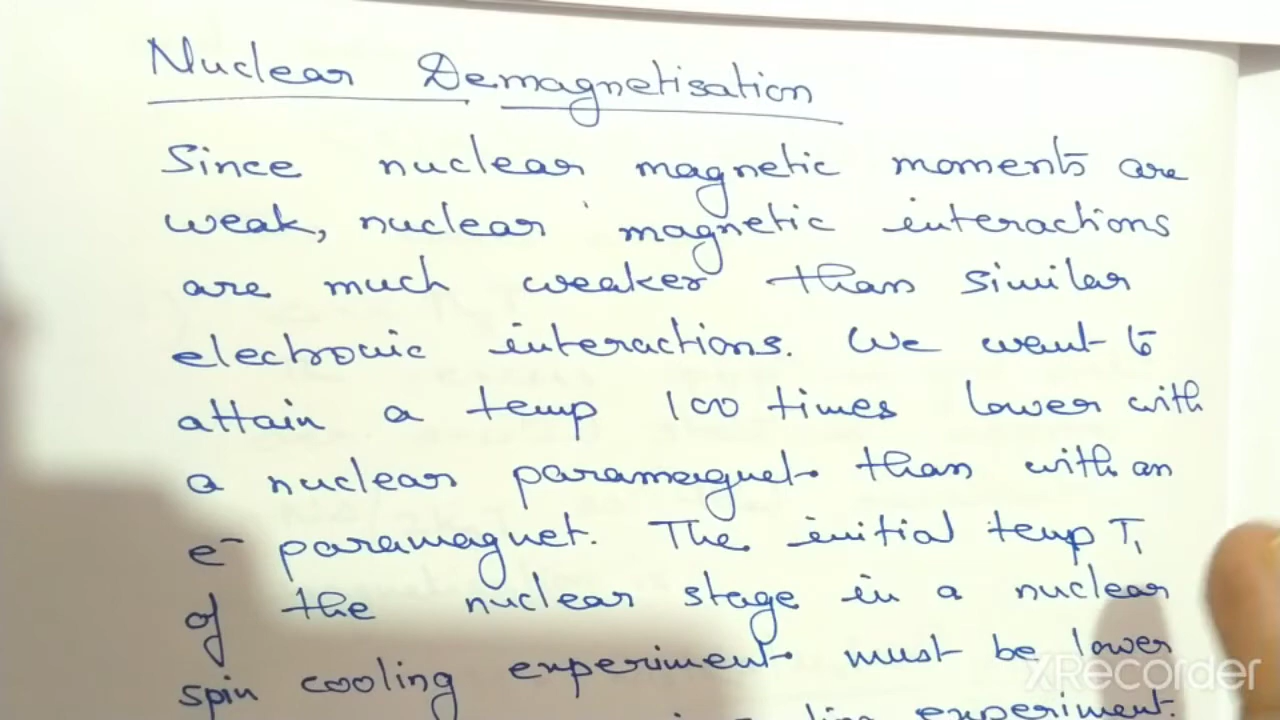 Nuclear Demagnetisation
Since nuclear magnetic moments are
weak, nuclear magnetic interactions
are much weaker than similar
electronic interactions. We want to
attain a temp 100 times lower with
a nuclear paramagnet than with an
e⁻ paramagnet. The initial temp T₁
of the nuclear stage in a nuclear
spin cooling experiment must be lower
experiment.
XRecorder